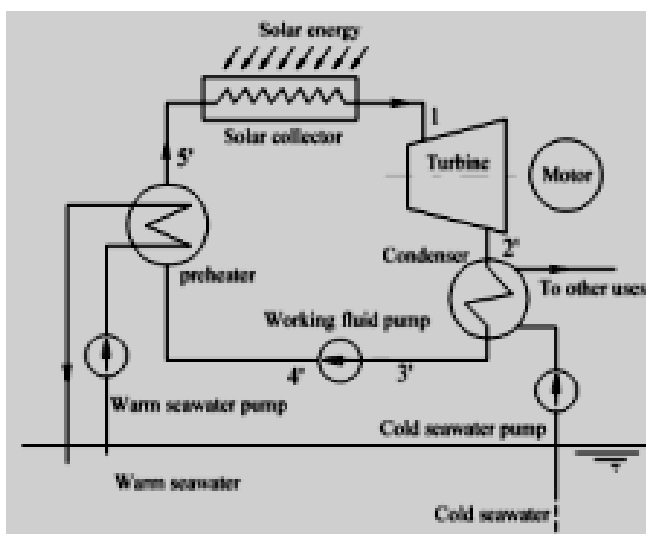 Solar energy
1
Solar collector
5'
Turbine
Motor
Condenser
2'
preheater
To other uses
Working fluid pump
4'
3'
Warm seawater pump
Cold seawater pump
Warm seawater
Cold seawater